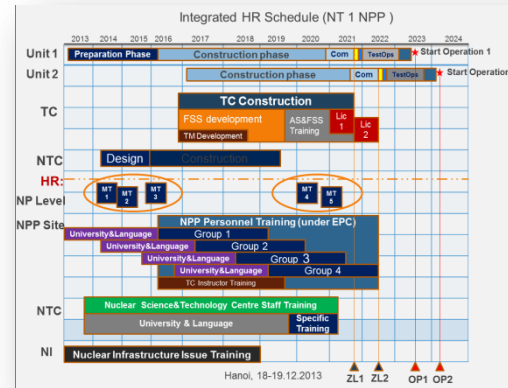 Integrated HR Schedule (NT 1 NPP )
2013 2014 2015 2016 2017 2018 2019 2020 2021 2022 2023 2024
Unit 1 Preparation Phase Construction phase Com TestOps Start Operation 1
Unit 2 Construction phase Com TestOps Start Operation
TC TC Construction
FSS development AS&FSS Training Lic 1 Lic 2
TM Development
NTC Design Construction
HR:
NP Level MT 1 MT 2 MT 3 MT 4 MT 5
NPP Site NPP Personnel Training (under EPC)
University&Language Group 1
University&Language Group 2
University&Language Group 3
University&Language Group 4
TC Instructor Training
NTC Nuclear Science&Technology Centre Staff Training
University & Language Specific Training
NI Nuclear Infrastructure Issue Training
Hanoi, 18-19.12.2013 ZL1 ZL2 OP1 OP2